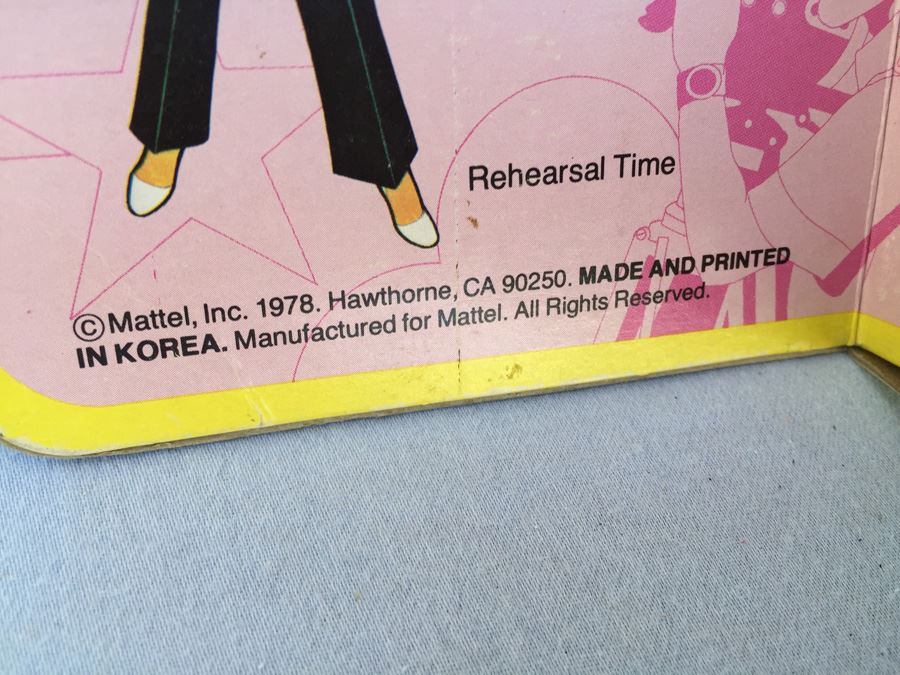 Rehearsal Time
© Mattel, Inc. 1978. Hawthorne, CA 90250. MADE AND PRINTED
IN KOREA. Manufactured for Mattel. All Rights Reserved.